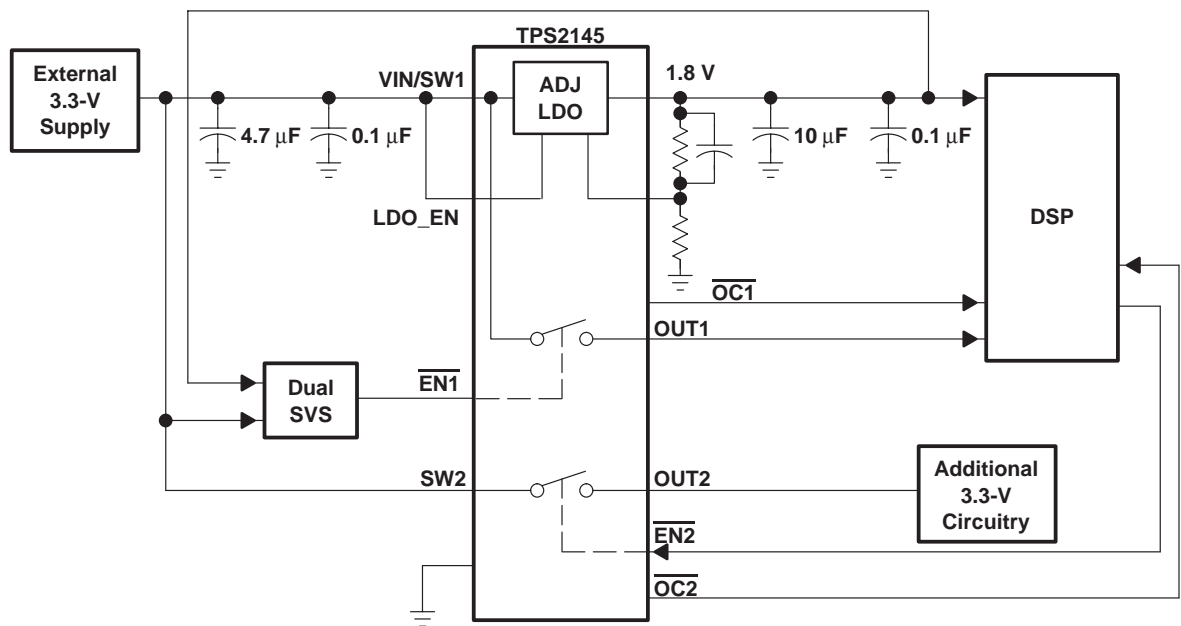 TPS2145
External
3.3-V
Supply
VIN/SW1
ADJ
LDO
1.8 V
4.7 μF
0.1 μF
10 μF
0.1 μF
LDO_EN
DSP
OC1
OUT1
Dual
SVS
EN1
SW2
OUT2
Additional
3.3-V
Circuitry
EN2
OC2